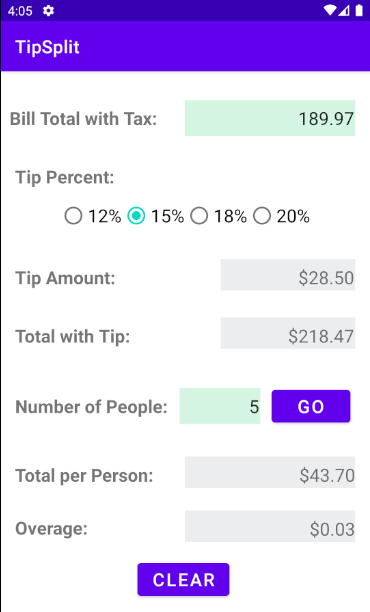 4:05
TipSplit
Bill Total with Tax: 189.97
Tip Percent:
12% 15% 18% 20%
Tip Amount: $28.50
Total with Tip: $218.47
Number of People: 5 GO
Total per Person: $43.70
Overage: $0.03
CLEAR